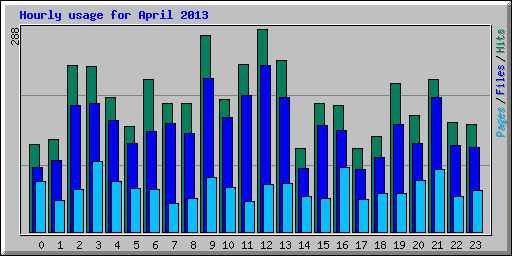 Hourly usage for April 2013
288
Pages / Files / Hits
0 1 2 3 4 5 6 7 8 9 10 11 12 13 14 15 16 17 18 19 20 21 22 23